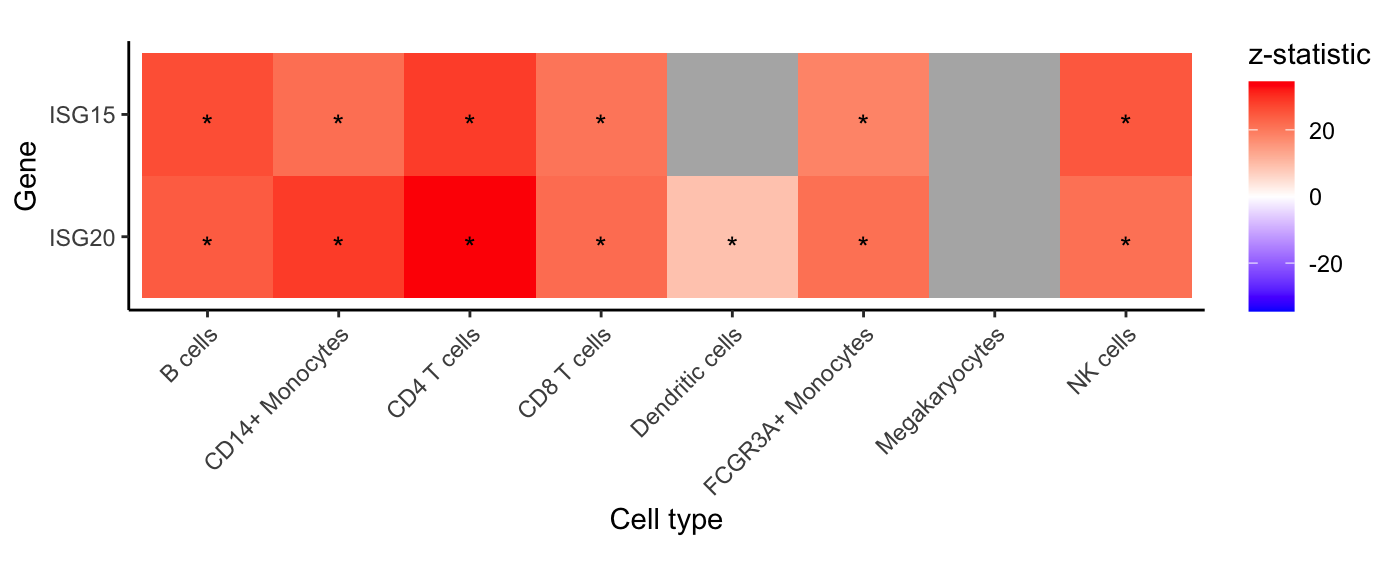 z-statistic
20
0
-20
Gene
ISG15
ISG20
* * * * * *
* * * * * * *
B cells
CD14+ Monocytes
CD4 T cells
CD8 T cells
Dendritic cells
FCGR3A+ Monocytes
Megakaryocytes
NK cells
Cell type